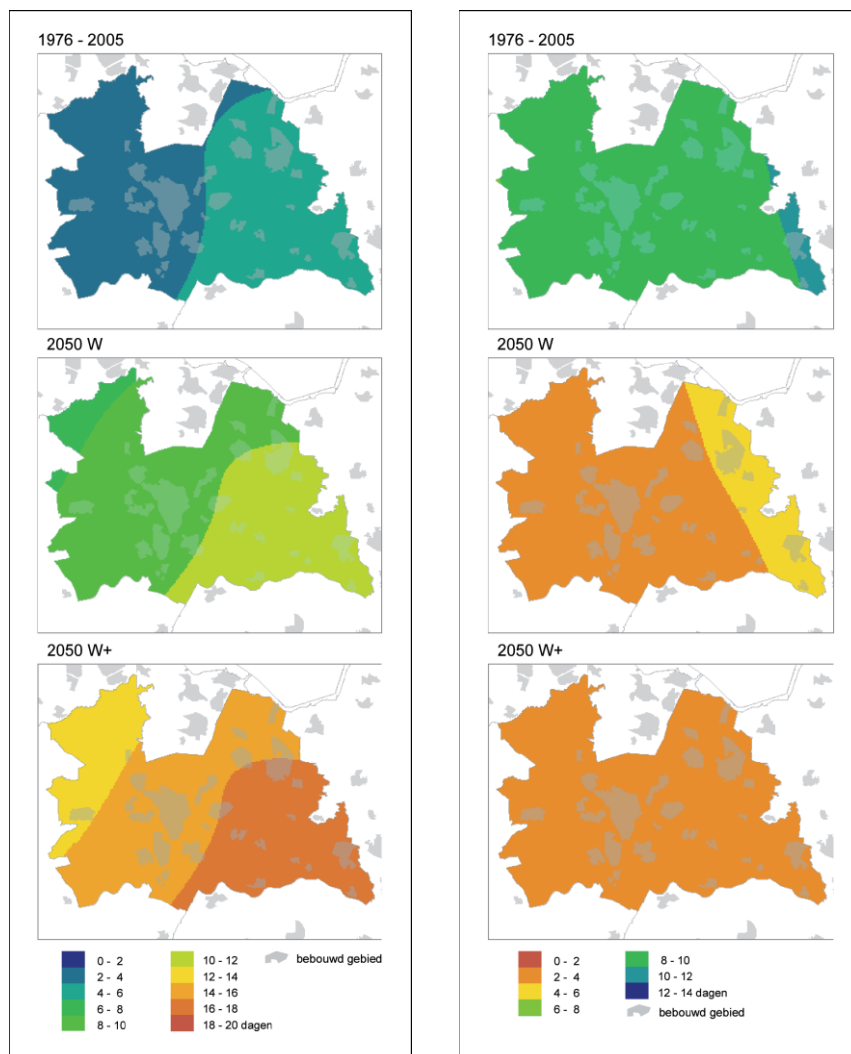 1976 - 2005
2050 W
2050 W+
0 - 2
2 - 4
4 - 6
6 - 8
8 - 10
10 - 12
12 - 14
14 - 16
16 - 18
18 - 20 dagen
bebouwd gebied
1976 - 2005
2050 W
2050 W+
0 - 2
2 - 4
4 - 6
6 - 8
8 - 10
10 - 12
12 - 14 dagen
bebouwd gebied